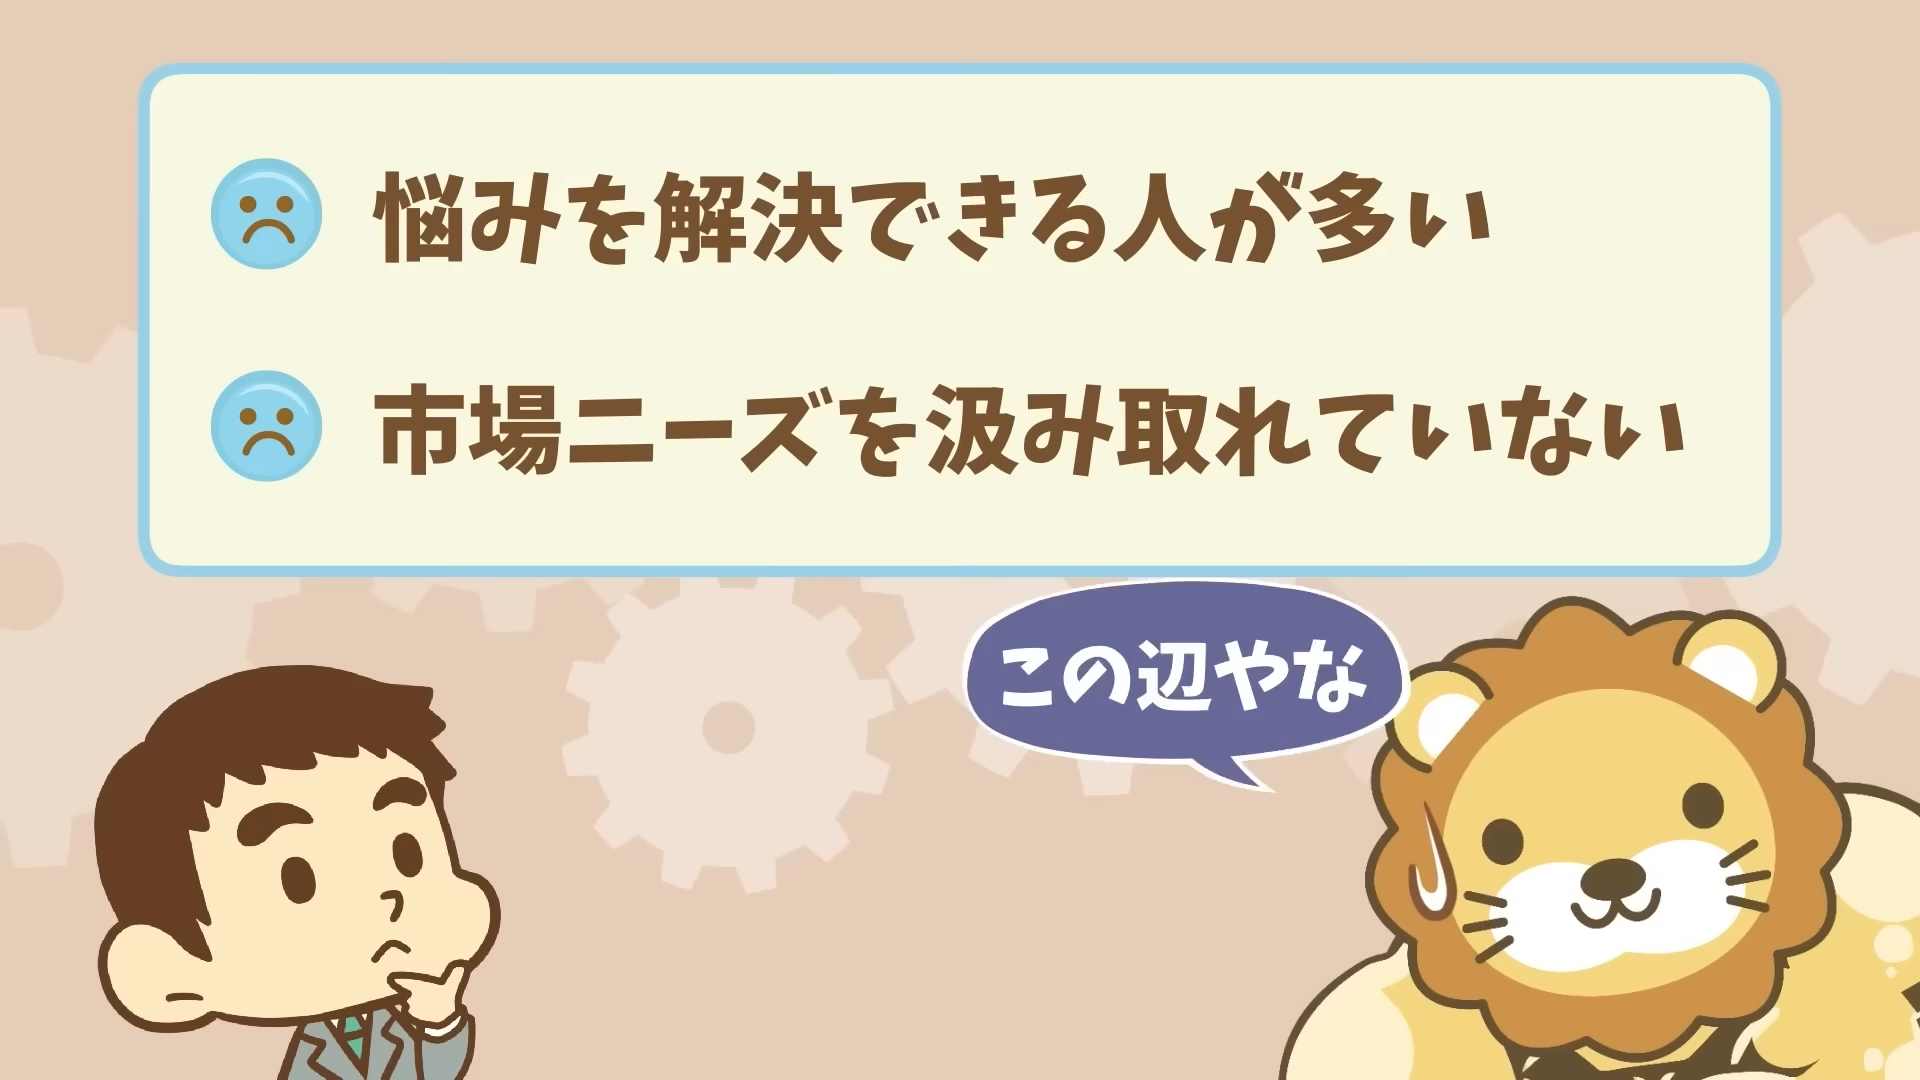 悩みを解決できる人が多い
市場ニーズを汲み取れていない
この辺やな